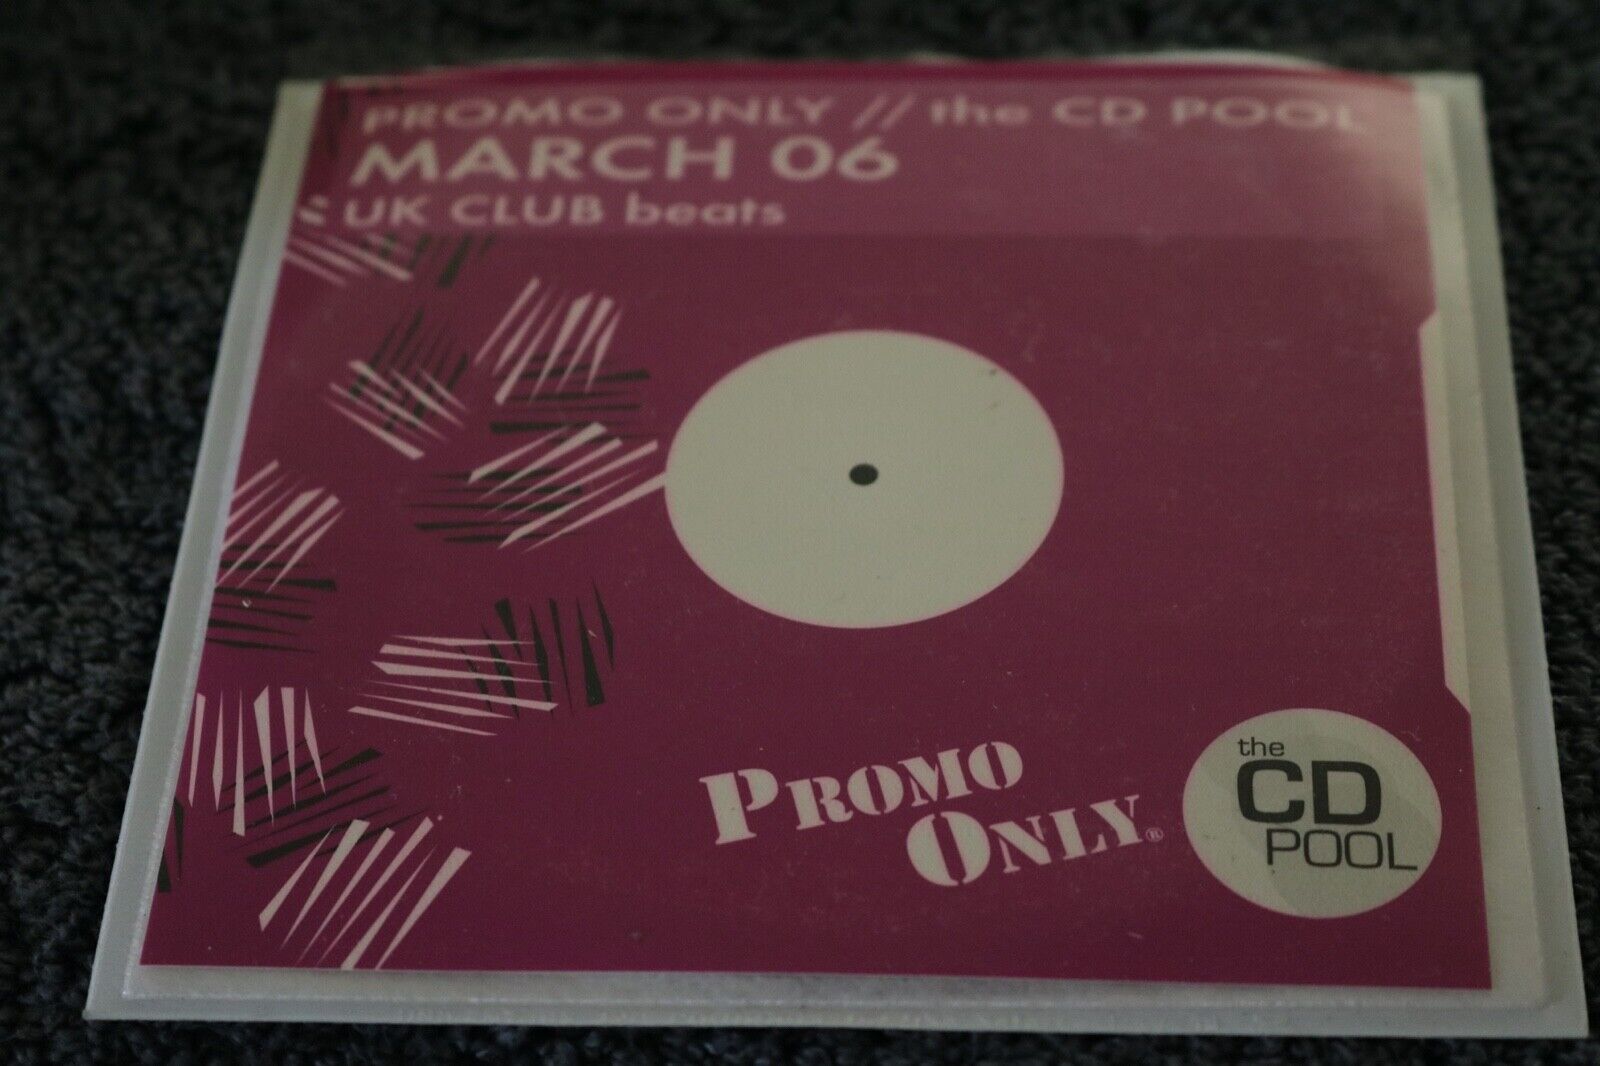 PROMO ONLY // the CD POOL
MARCH 06
UK CLUB beats
PROMO
ONLY®
the
CD
POOL